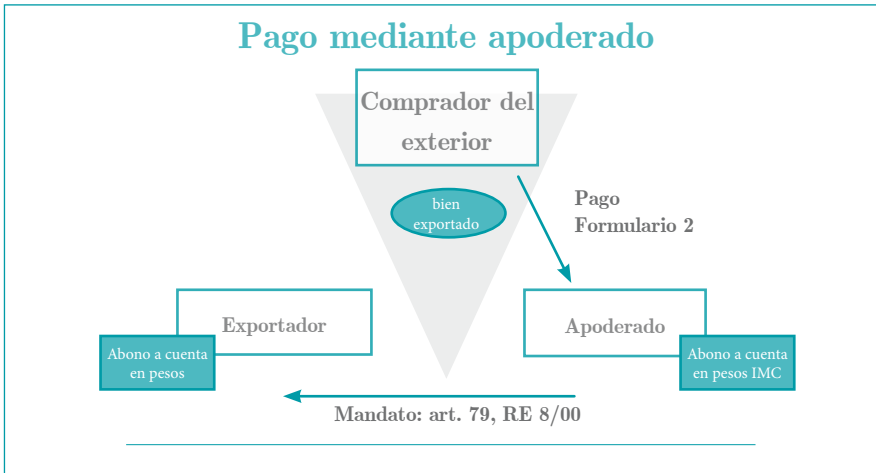 Pago mediante apoderado
Comprador del
exterior
bien
exportado
Pago
Formulario 2
Exportador
Apoderado
Abono a cuenta
en pesos
Abono a cuenta
en pesos IMC
Mandato: art. 79, RE 8/00